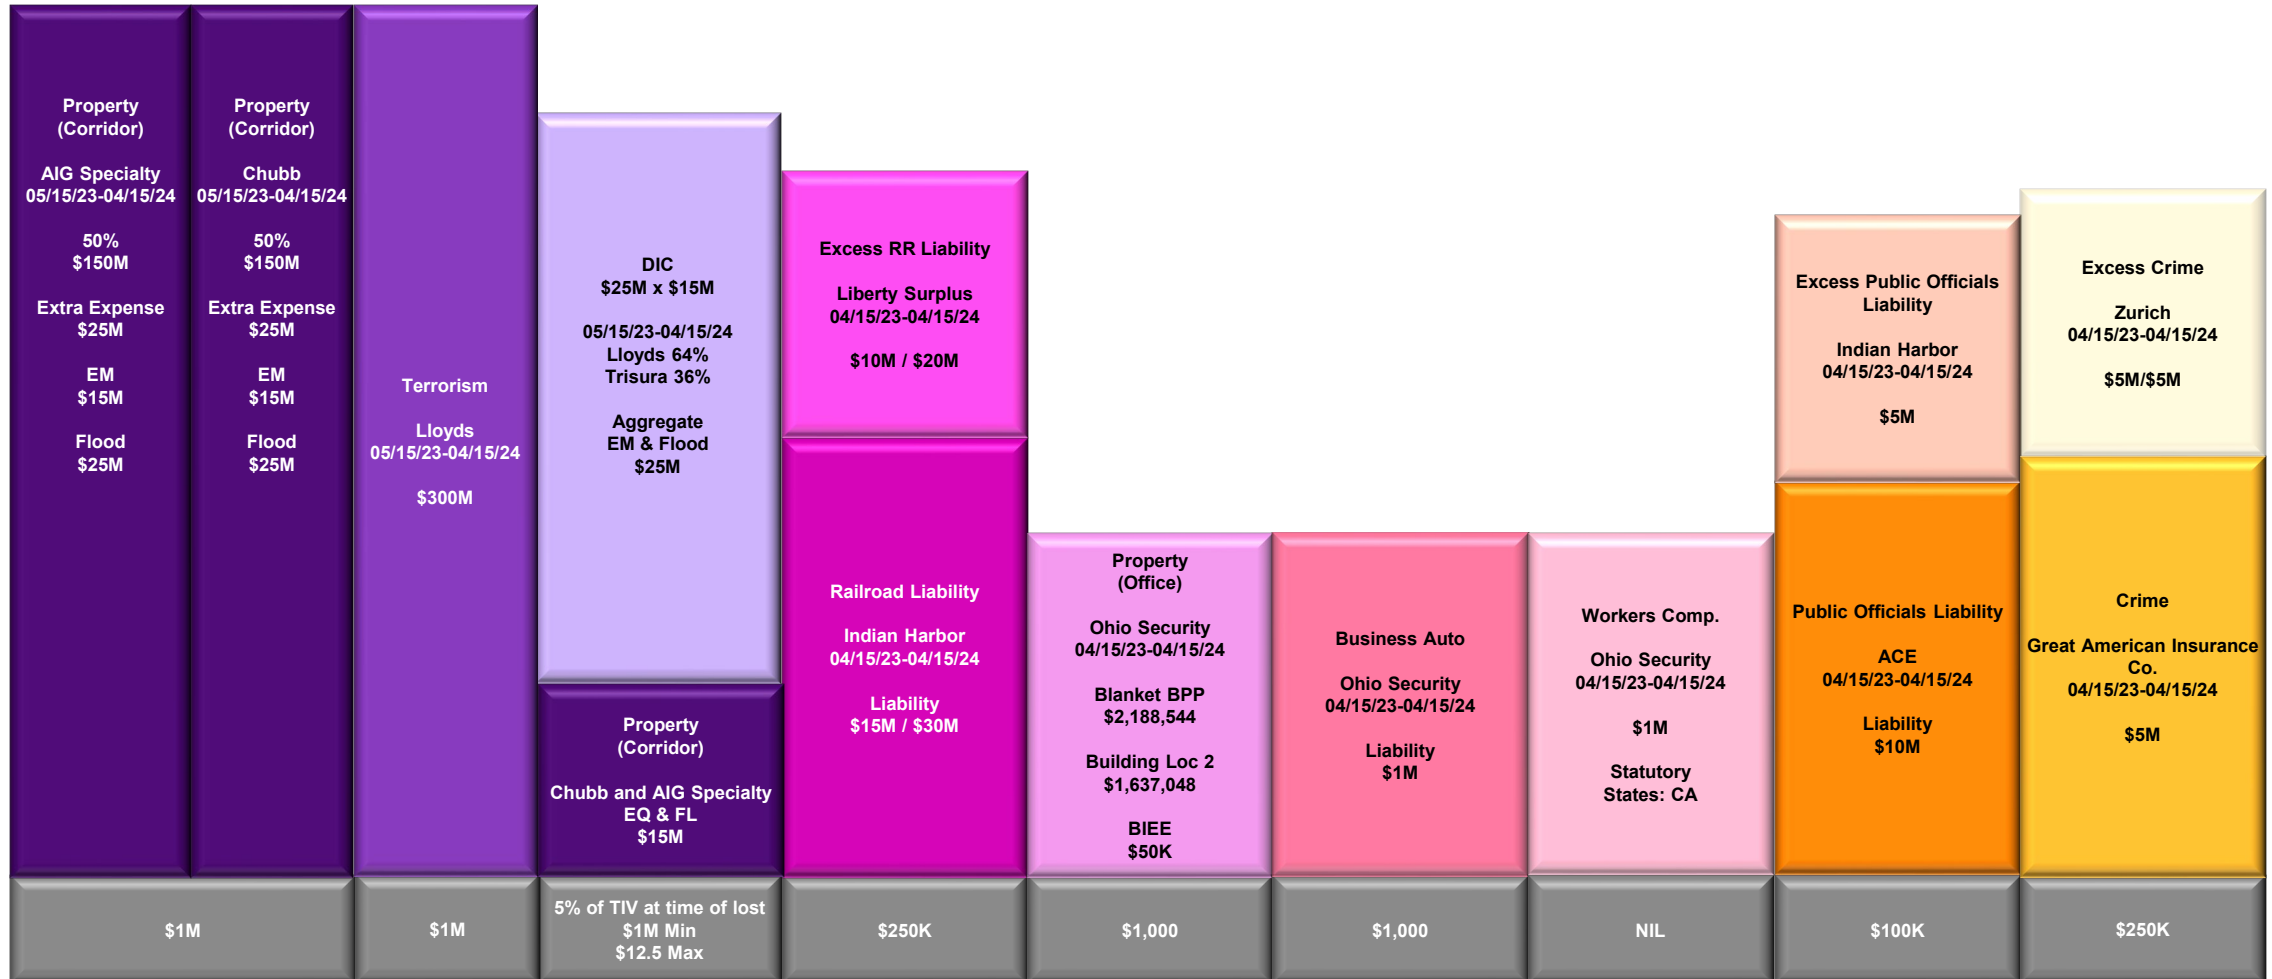 Property
(Corridor)
AIG Specialty
05/15/23-04/15/24
50%
$150M
Extra Expense
$25M
EM
$15M
Flood
$25M
Property
(Corridor)
Chubb
05/15/23-04/15/24
50%
$150M
Extra Expense
$25M
EM
$15M
Flood
$25M
Terrorism
Lloyds
05/15/23-04/15/24
$300M
DIC
$25M x $15M
05/15/23-04/15/24
Lloyds 64%
Trisura 36%
Aggregate
EM & Flood
$25M
Property
(Corridor)
Chubb and AIG Specialty
EQ & FL
$15M
Excess RR Liability
Liberty Surplus
04/15/23-04/15/24
$10M / $20M
Railroad Liability
Indian Harbor
04/15/23-04/15/24
Liability
$15M / $30M
Property
(Office)
Ohio Security
04/15/23-04/15/24
Blanket BPP
$2,188,544
Building Loc 2
$1,637,048
BIEE
$50K
Business Auto
Ohio Security
04/15/23-04/15/24
Liability
$1M
Workers Comp.
Ohio Security
04/15/23-04/15/24
$1M
Statutory
States: CA
Excess Public Officials
Liability
Indian Harbor
04/15/23-04/15/24
$5M
Public Officials Liability
ACE
04/15/23-04/15/24
Liability
$10M
Excess Crime
Zurich
04/15/23-04/15/24
$5M/$5M
Crime
Great American Insurance
Co.
04/15/23-04/15/24
$5M
$1M
$1M
5% of TIV at time of lost
$1M Min
$12.5 Max
$250K
$1,000
$1,000
NIL
$100K
$250K